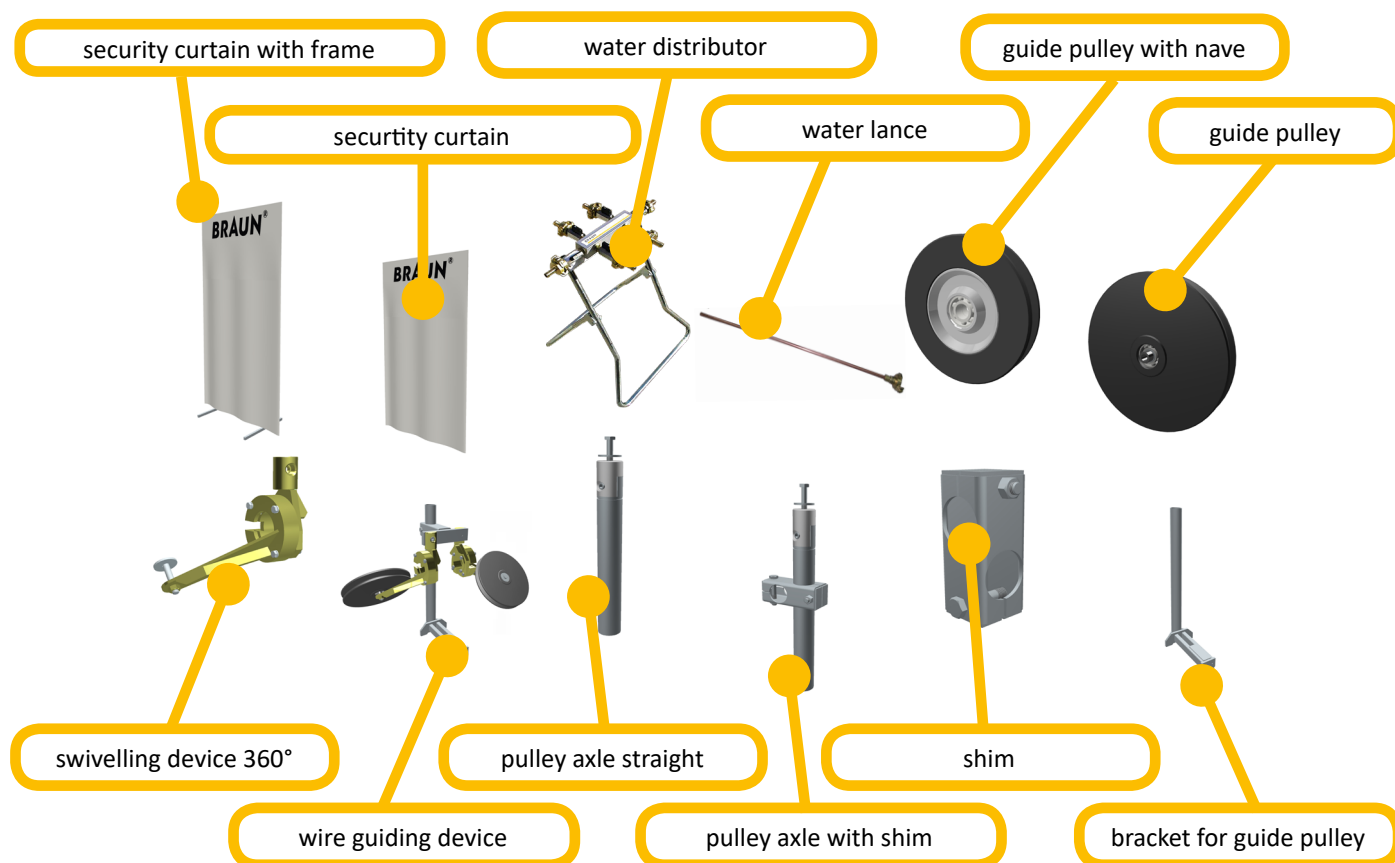 security curtain with frame
water distributor
guide pulley with nave
securtity curtain
water lance
guide pulley
BRAUN®
BRAUN®
swivelling device 360°
pulley axle straight
shim
wire guiding device
pulley axle with shim
bracket for guide pulley